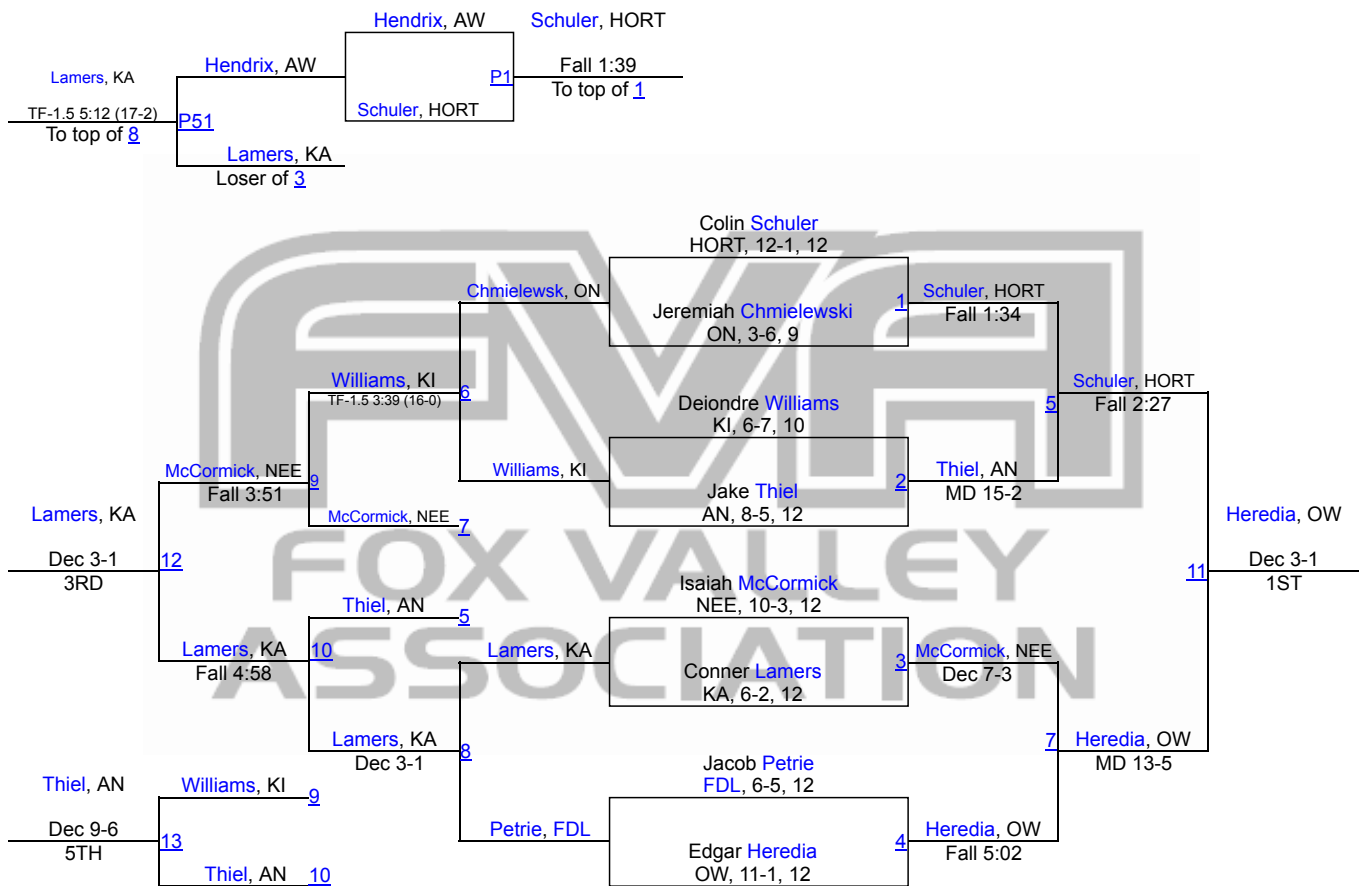 Hendrix, AW
Schuler, HORT
Hendrix, AW
P1
Fall 1:39
To top of 1
Schuler, HORT
Lamers, KA
TF-1.5 5:12 (17-2)
To top of 8
P51
Lamers, KA
Loser of 3
Colin Schuler
HORT, 12-1, 12
Chmielewsk, ON
Jeremiah Chmielewski
ON, 3-6, 9
1
Schuler, HORT
Fall 1:34
Williams, KI
TF-1.5 3:39 (16-0)
6
Deiondre Williams
KI, 6-7, 10
5
Schuler, HORT
Fall 2:27
Williams, KI
Jake Thiel
AN, 8-5, 12
2
Thiel, AN
MD 15-2
McCormick, NEE
Fall 3:51
9
McCormick, NEE
7
Lamers, KA
Dec 3-1
3RD
12
Heredia, OW
Dec 3-1
1ST
11
FVA
FOX VALLEY
ASSOCIATION
Isaiah McCormick
NEE, 10-3, 12
Thiel, AN
5
Lamers, KA
Fall 4:58
10
Lamers, KA
Conner Lamers
KA, 6-2, 12
3
McCormick, NEE
Dec 7-3
Lamers, KA
Dec 3-1
8
Jacob Petrie
FDL, 6-5, 12
7
Heredia, OW
MD 13-5
Petrie, FDL
Edgar Heredia
OW, 11-1, 12
4
Heredia, OW
Fall 5:02
Thiel, AN
Dec 9-6
5TH
13
Williams, KI
9
Thiel, AN
10